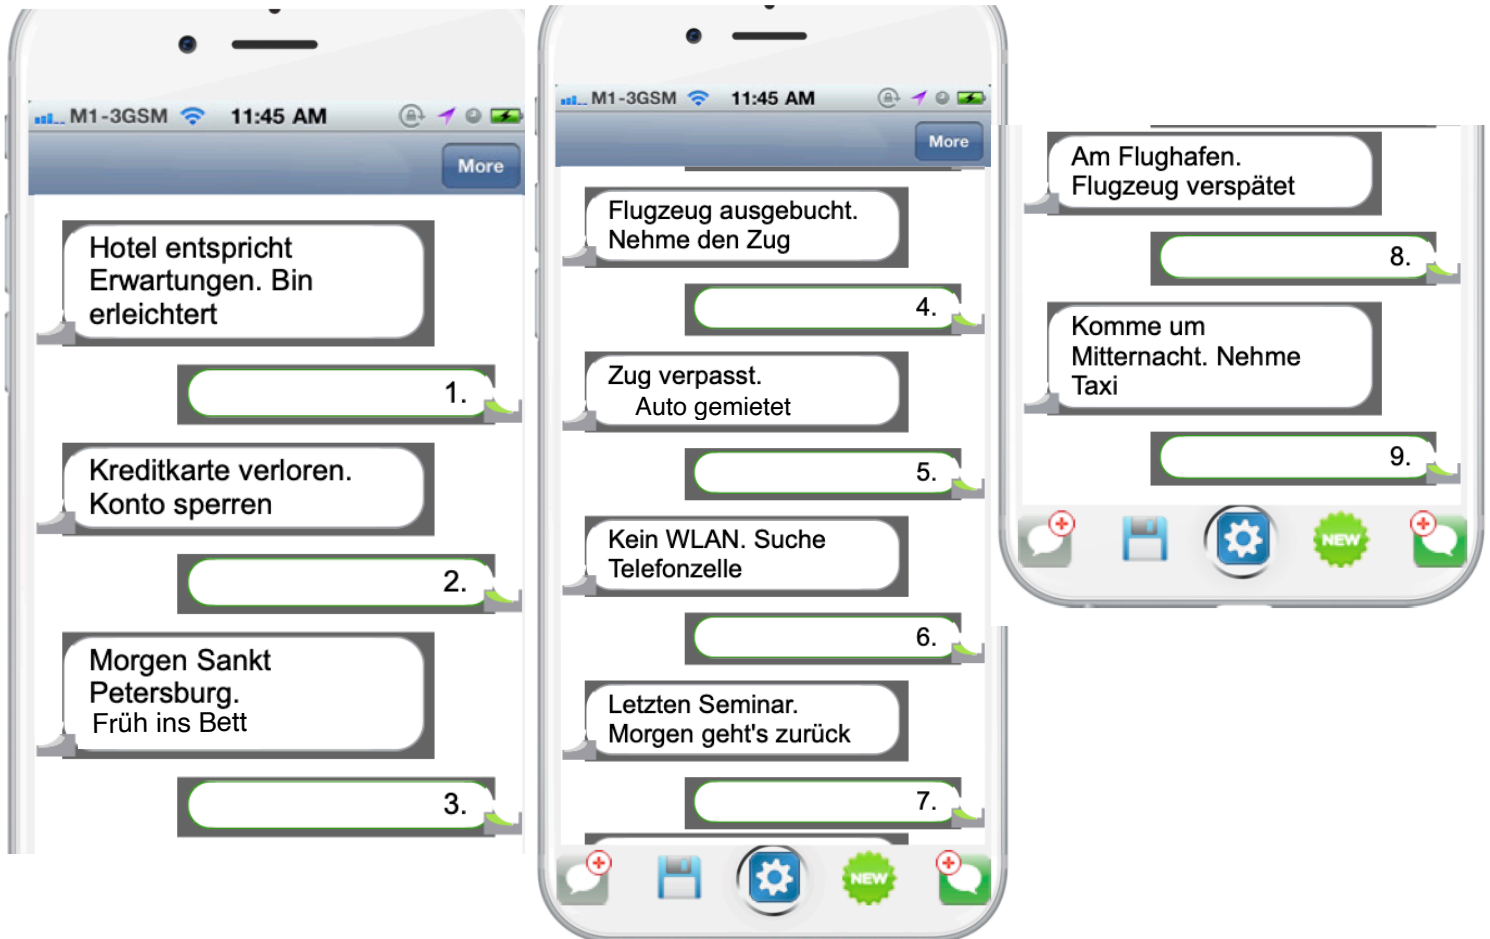 M1-3GSM 11:45 AM
More
Hotel entspricht
Erwartungen. Bin
erleichtert
1.
Kreditkarte verloren.
Konto sperren
2.
Morgen Sankt
Petersburg.
Früh ins Bett
3.
M1-3GSM 11:45 AM
More
Flugzeug ausgebucht.
Nehme den Zug
4.
Zug verpasst.
Auto gemietet
5.
Kein WLAN. Suche
Telefonzelle
6.
Letzten Seminar.
Morgen geht's zurück
7.
NEW
Am Flughafen.
Flugzeug verspätet
8.
Komme um
Mitternacht. Nehme
Taxi
9.
NEW